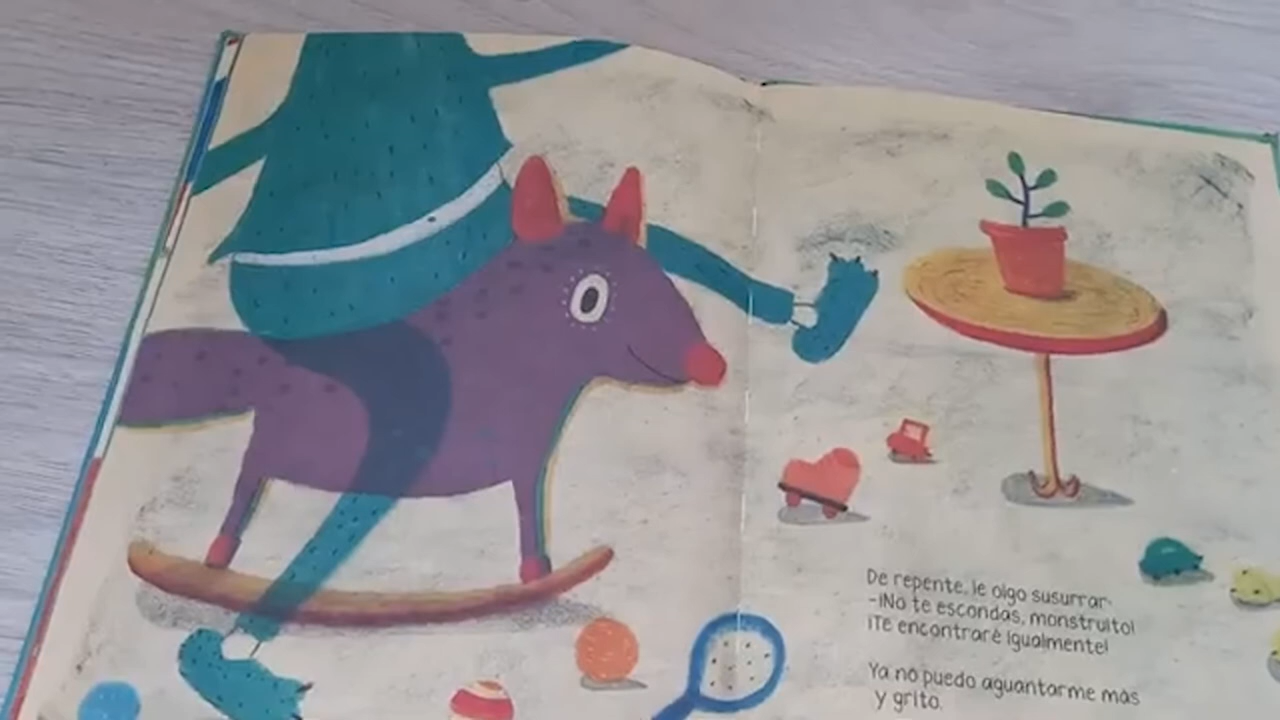 De repente, le oigo susurrar:
-¡No te escondas, monstruito!
¡Te encontraré igualmente!
Ya no puedo aguantarme más
y grito.